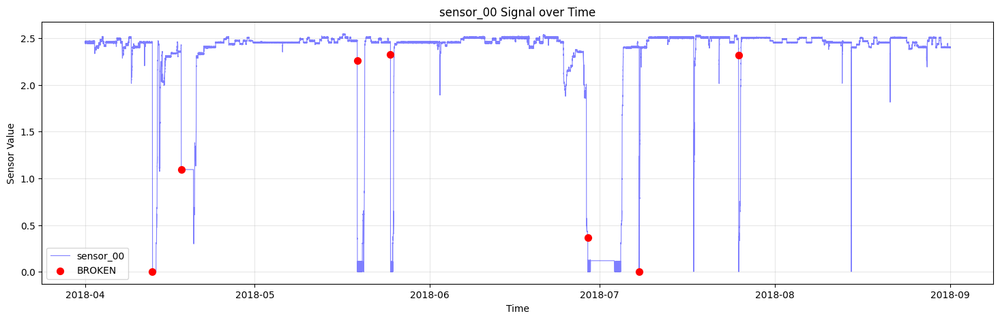 sensor_00 Signal over Time
Sensor Value
2.5
2.0
1.5
1.0
0.5
0.0
sensor_00
BROKEN
2018-04
2018-05
2018-06
2018-07
2018-08
2018-09
Time